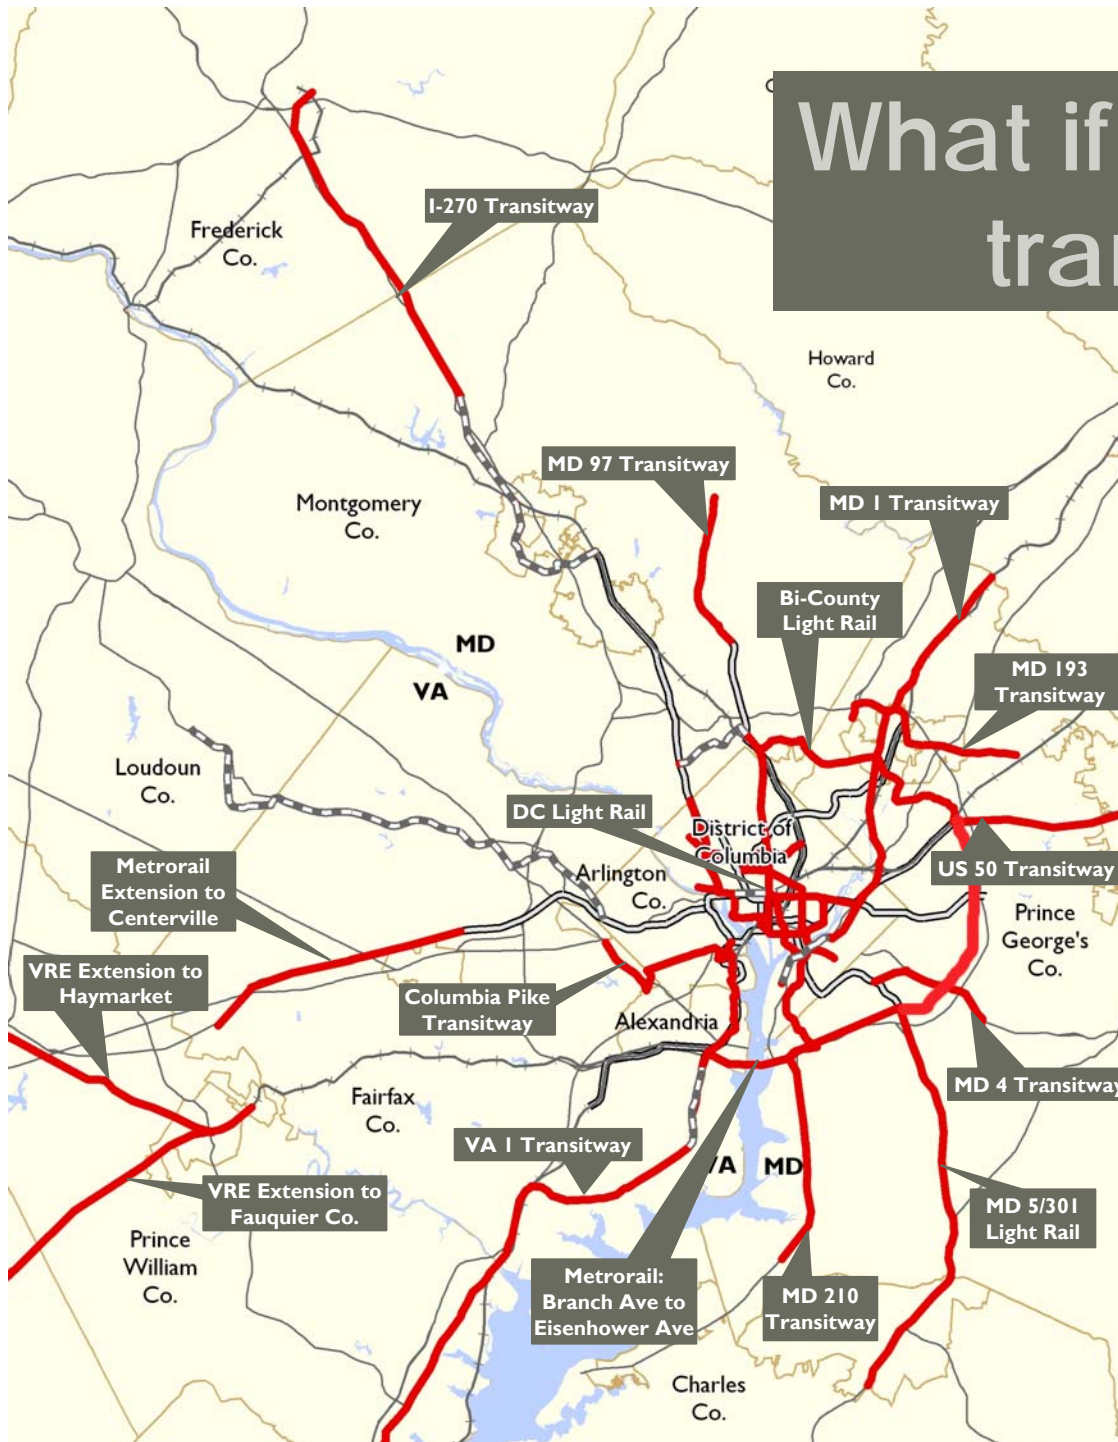 What if
I-270 Transitway
Frederick
Co.
Howard
Co.
MD 97 Transitway
MD 1 Transitway
Montgomery
Co.
Bi-County
Light Rail
MD
VA
MD 193
Transitway
Loudoun
Co.
DC Light Rail
District of
Columbia
Metrorail
Extension to
Centerville
Arlington
Co.
US 50 Transitway
Prince
George's
Co.
VRE Extension to
Haymarket
Columbia Pike
Transitway
Alexandria
MD 4 Transitway
Fairfax
Co.
VA 1 Transitway
VA MD
VRE Extension to
Fauquier Co.
MD 5/301
Light Rail
Prince
William
Co.
Metrorail:
Branch Ave to
Eisenhower Ave
MD 210
Transitway
Charles
Co.